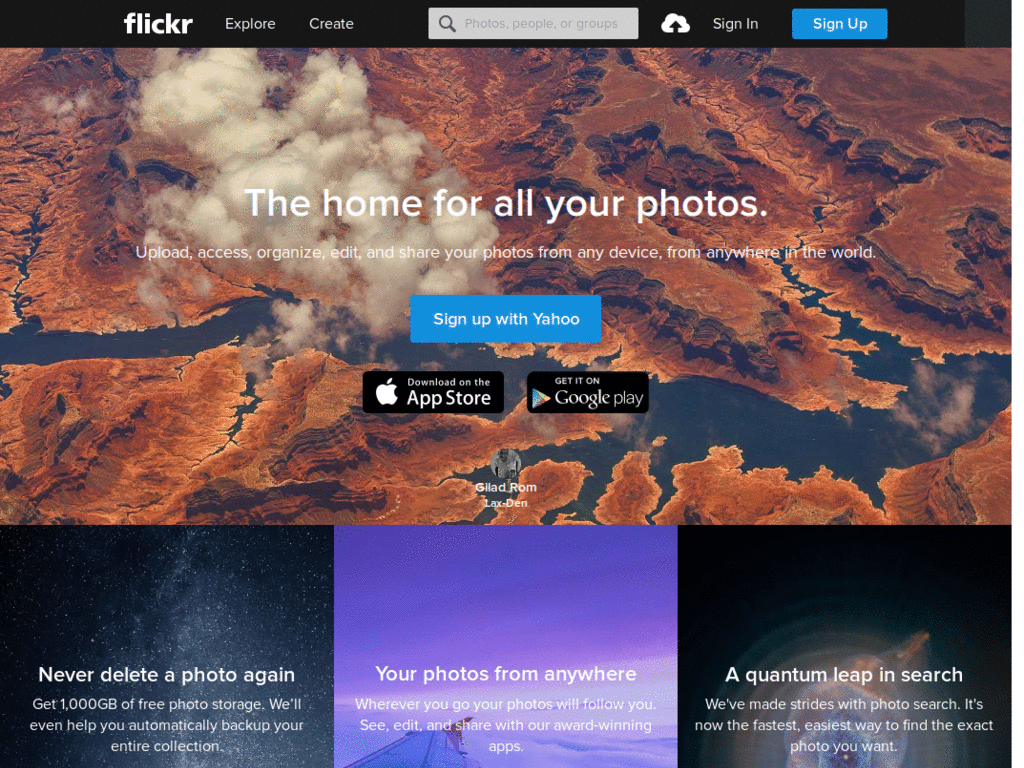 flickr Explore Create Photos, people, or groups Sign In Sign Up
The home for all your photos.
Upload, access, organize, edit, and share your photos from any device, from anywhere in the world.
Sign up with Yahoo
Download on the
App Store
GET IT ON
Google play
Gilad Rom
Lax-Den
Never delete a photo again
Get 1,000GB of free photo storage. We'll
even help you automatically backup your
entire collection.
Your photos from anywhere
Wherever you go your photos will follow you.
See, edit, and share with our award-winning
apps.
A quantum leap in search
We've made strides with photo search. It's
now the fastest, easiest way to find the exact
photo you want.